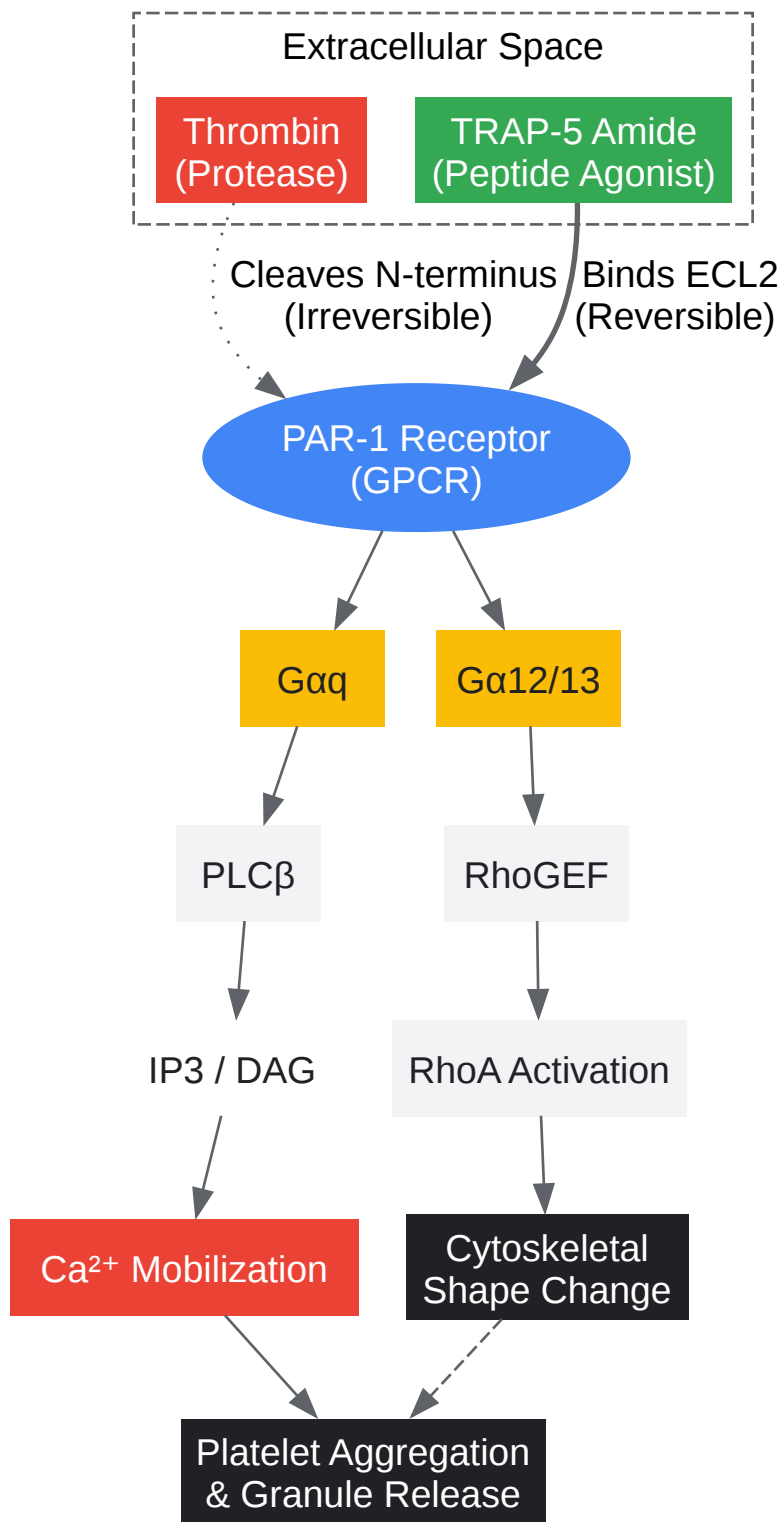 Extracellular Space
Thrombin
(Protease)
TRAP-5 Amide
(Peptide Agonist)
Cleaves N-terminus
(Irreversible)
Binds ECL2
(Reversible)
PAR-1 Receptor
(GPCR)
Gαq
Gα12/13
PLCβ
RhoGEF
IP3 / DAG
RhoA Activation
Ca²⁺ Mobilization
Cytoskeletal
Shape Change
Platelet Aggregation
& Granule Release